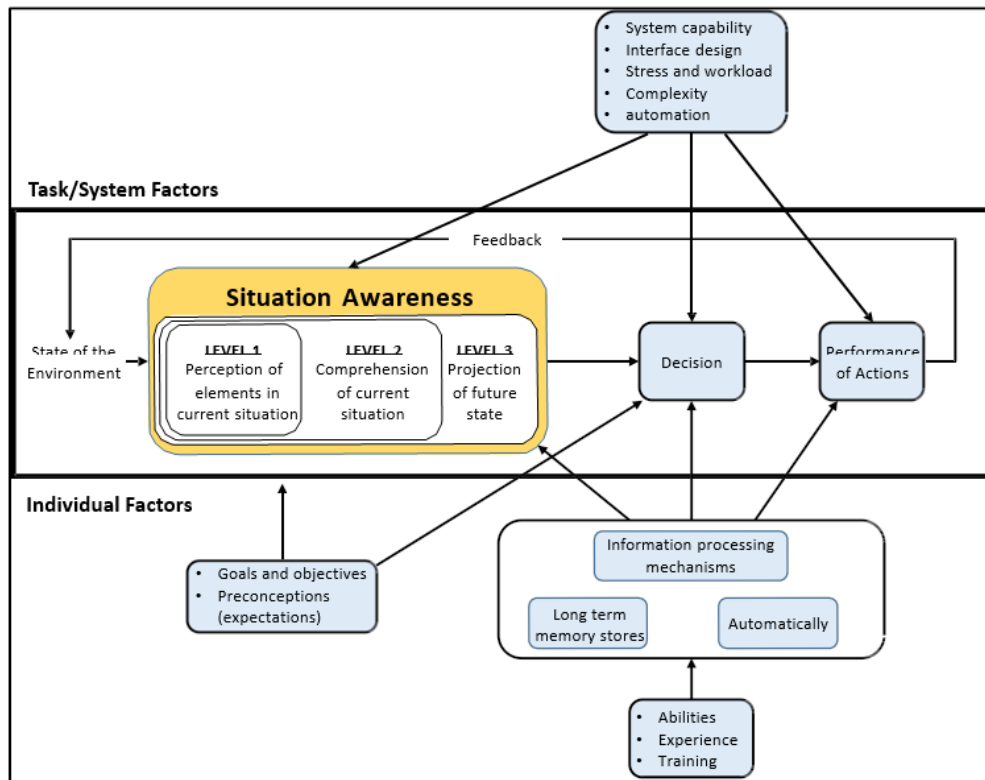 • System capability
• Interface design
• Stress and workload
• Complexity
• automation
Task/System Factors
Feedback
Situation Awareness
State of the
Environment
LEVEL 1
Perception of
elements in
current situation
LEVEL 2
Comprehension
of current
situation
LEVEL 3
Projection
of future
state
Decision
Performance
of Actions
Individual Factors
• Goals and objectives
• Preconceptions
(expectations)
Information processing
mechanisms
Long term
memory stores
Automatically
• Abilities
• Experience
• Training